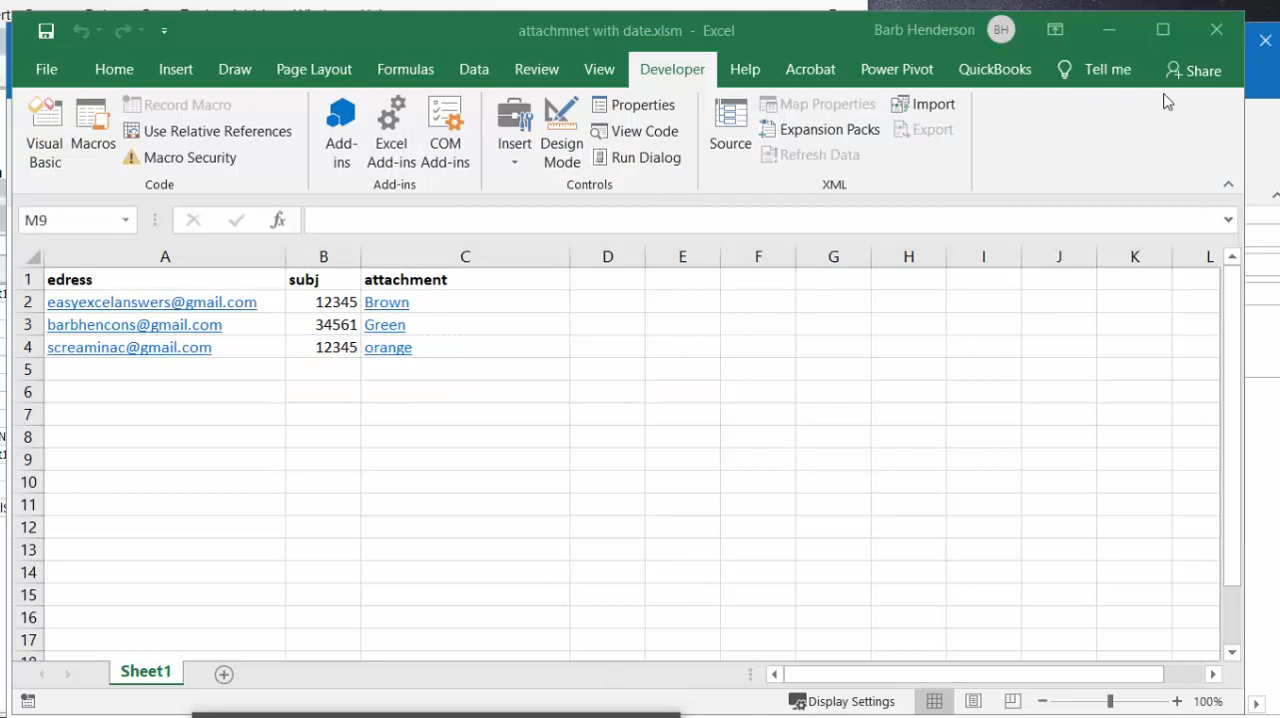 attachmnet with date.xlsm - Excel
Barb Henderson BH
File Home Insert Draw Page Layout Formulas Data Review View Developer Help Acrobat Power Pivot QuickBooks Tell me Share
Visual Basic
Macros
Record Macro
Use Relative References
Macro Security
Code
Add-ins
Excel Add-ins
COM Add-ins
Add-ins
Insert
Design Mode
Properties
View Code
Run Dialog
Controls
Source
Map Properties
Expansion Packs
Refresh Data
Import
Export
XML
M9 fx
A B C D E F G H I J K L
1 edress subj attachment
2 easyexcelanswers@gmail.com 12345 Brown
3 barbhencons@gmail.com 34561 Green
4 screaminac@gmail.com 12345 orange
5
6
7
8
9
10
11
12
13
14
15
16
17
Sheet1
Display Settings 100%